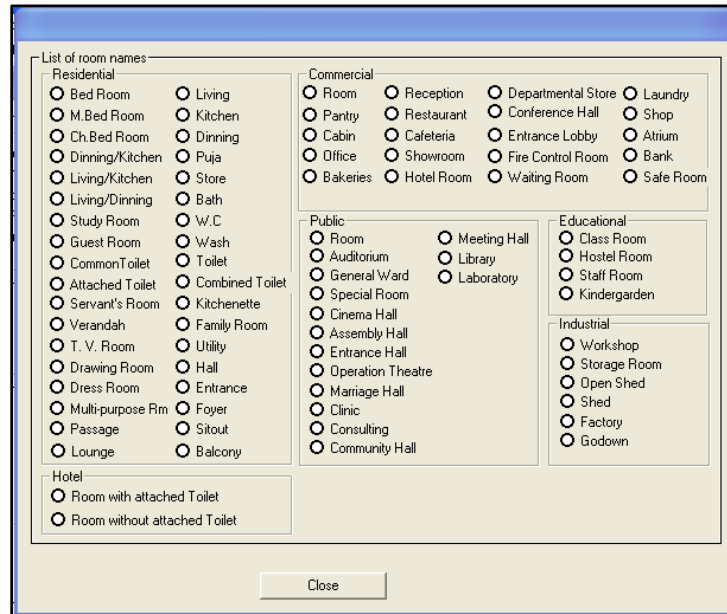 List of room names
Residential
Bed Room
M.Bed Room
Ch.Bed Room
Dinning/Kitchen
Living/Kitchen
Living/Dinning
Study Room
Guest Room
CommonToilet
Attached Toilet
Servant's Room
Verandah
T. V. Room
Drawing Room
Dress Room
Multi-purpose Rm
Passage
Lounge
Living
Kitchen
Dinning
Puja
Store
Bath
W.C
Wash
Toilet
Combined Toilet
Kitchenette
Family Room
Utility
Hall
Entrance
Foyer
Sitout
Balcony
Hotel
Room with attached Toilet
Room without attached Toilet
Commercial
Room
Pantry
Cabin
Office
Bakeries
Reception
Restaurant
Cafeteria
Showroom
Hotel Room
Departmental Store
Conference Hall
Entrance Lobby
Fire Control Room
Waiting Room
Laundry
Shop
Atrium
Bank
Safe Room
Public
Room
Auditorium
General Ward
Special Room
Cinema Hall
Assembly Hall
Entrance Hall
Operation Theatre
Marriage Hall
Clinic
Consulting
Community Hall
Meeting Hall
Library
Laboratory
Educational
Class Room
Hostel Room
Staff Room
Kindergarden
Industrial
Workshop
Storage Room
Open Shed
Shed
Factory
Godown
Close